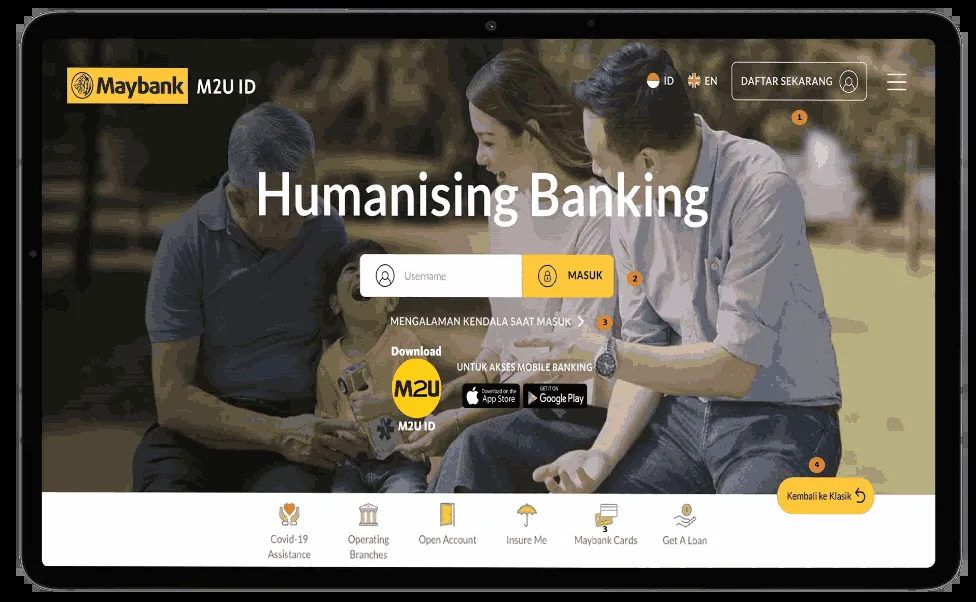 Maybank M2U ID
ID
EN
DAFTAR SEKARANG
1
Humanising Banking
Username
MASUK
2
MENGALAMAN KENDALA SAAT MASUK
3
Download
M2U
M2U ID
UNTUK AKSES MOBILE BANKING
Download on the
App Store
GET IT ON
Google Play
4
Kembali ke Klasik
Covid-19
Assistance
Operating
Branches
Open Account
Insure Me
3
Maybank Cards
Get A Loan